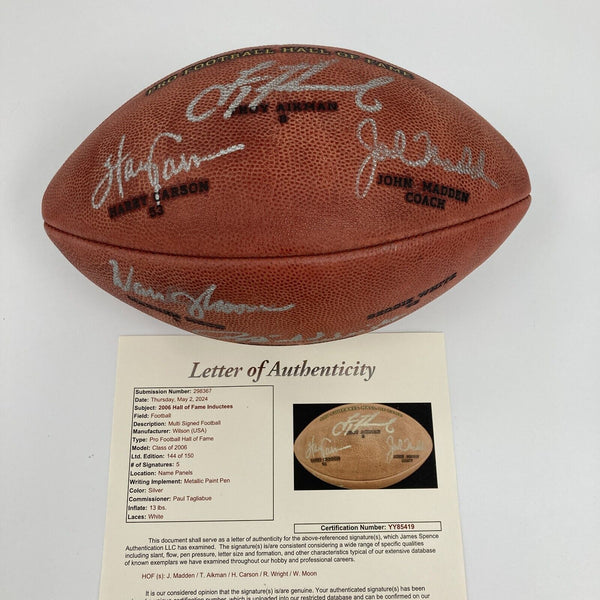 PRO FOOTBALL HALL OF FAME
TROY AIKMAN
8
HARRY CARSON
53
JOHN MADDEN
COACH
REGGIE WHITE
Letter of Authenticity
Submission Number: 298367
Date: Thursday, May 2, 2024
Subject: 2006 Hall of Fame Inductees
Field: Football
Description: Multi Signed Football
Manufacturer: Wilson (USA)
Type: Pro Football Hall of Fame
Model: Class of 2006
Ltd. Edition: 144 of 150
# of Signatures: 5
Location: Name Panels
Writing Implement: Metallic Paint Pen
Color: Silver
Commissioner: Paul Tagliabue
Inflate: 13 lbs.
Laces: White
Certification Number: YY85419
This document shall serve as a letter of authenticity for the above-referenced signature(s), which James Spence
Authentication LLC has examined. The signature(s) is/are consistent considering a wide range of specific qualities
including slant, flow, pen pressure, letter size and formation, and other characteristics typical of our extensive database
of known exemplars we have examined throughout our hobby and professional careers.
HOF (s): J. Madden / T. Aikman / H. Carson / R. Wright / W. Moon
It is our considered opinion that the signature(s) is/are genuine. Your authenticated signature(s) has been